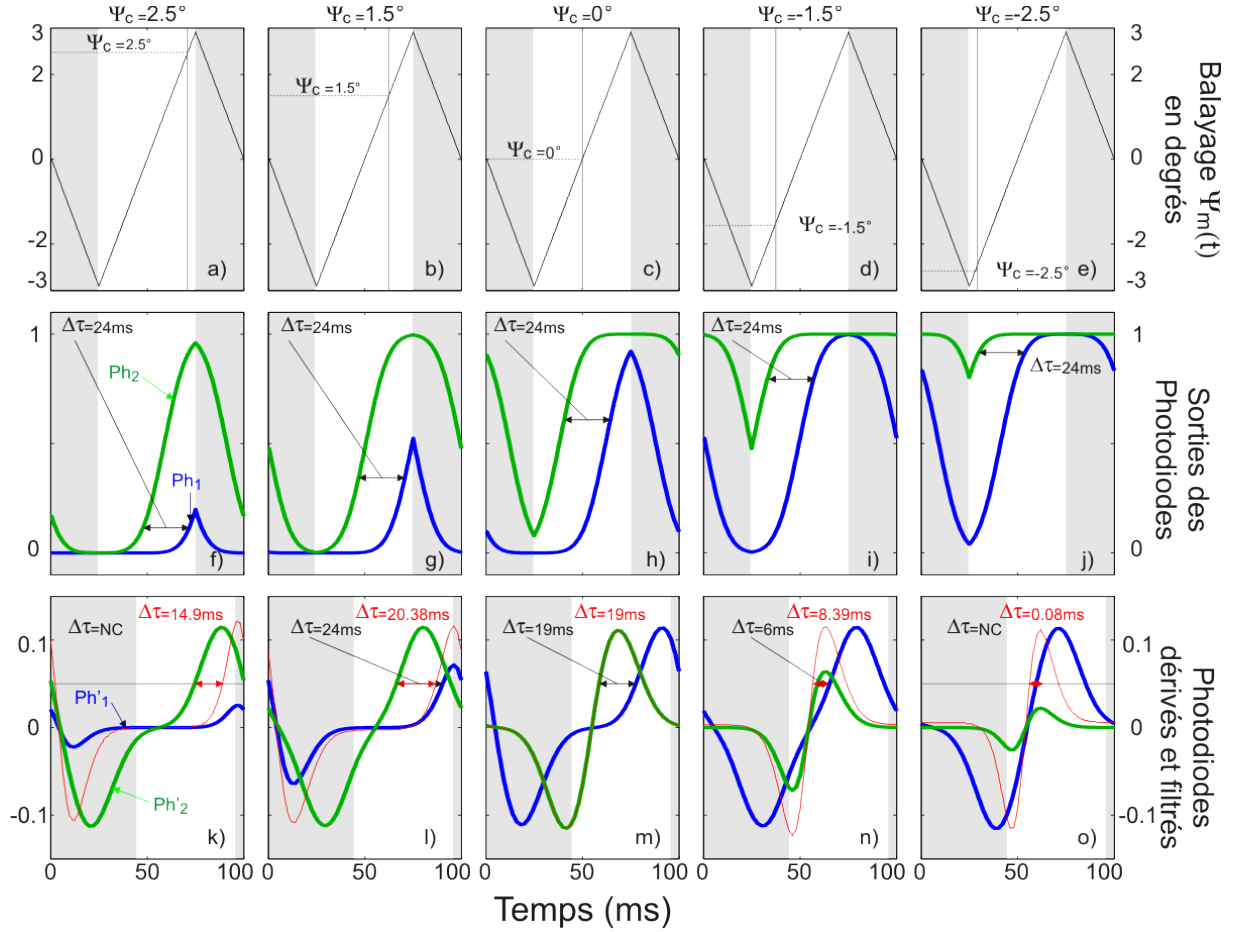 Ψc =2.5°
Ψc =1.5°
Ψc =0°
Ψc =-1.5°
Ψc =-2.5°
3
2
0
-2
-3
Ψc =2.5°
a)
Ψc =1.5°
b)
Ψc =0°
c)
Ψc =-1.5°
d)
Ψc =-2.5°
e)
3
2
0
-2
-3
Balayage Ψm(t)
en degrés
1
0
Δτ=24ms
Ph2
Ph1
f)
Δτ=24ms
g)
Δτ=24ms
h)
Δτ=24ms
i)
Δτ=24ms
j)
1
0
Sorties des
Photodiodes
0.1
0
-0.1
Δτ=14.9ms
Δτ=NC
Ph'1
Ph'2
k)
Δτ=20.38ms
Δτ=24ms
l)
Δτ=19ms
Δτ=19ms
m)
Δτ=8.39ms
Δτ=6ms
n)
Δτ=0.08ms
Δτ=NC
o)
0.1
0
-0.1
Photodiodes
dérivés et filtrés
0 50 100
0 50 100
0 50 100
0 50 100
0 50 100
Temps (ms)